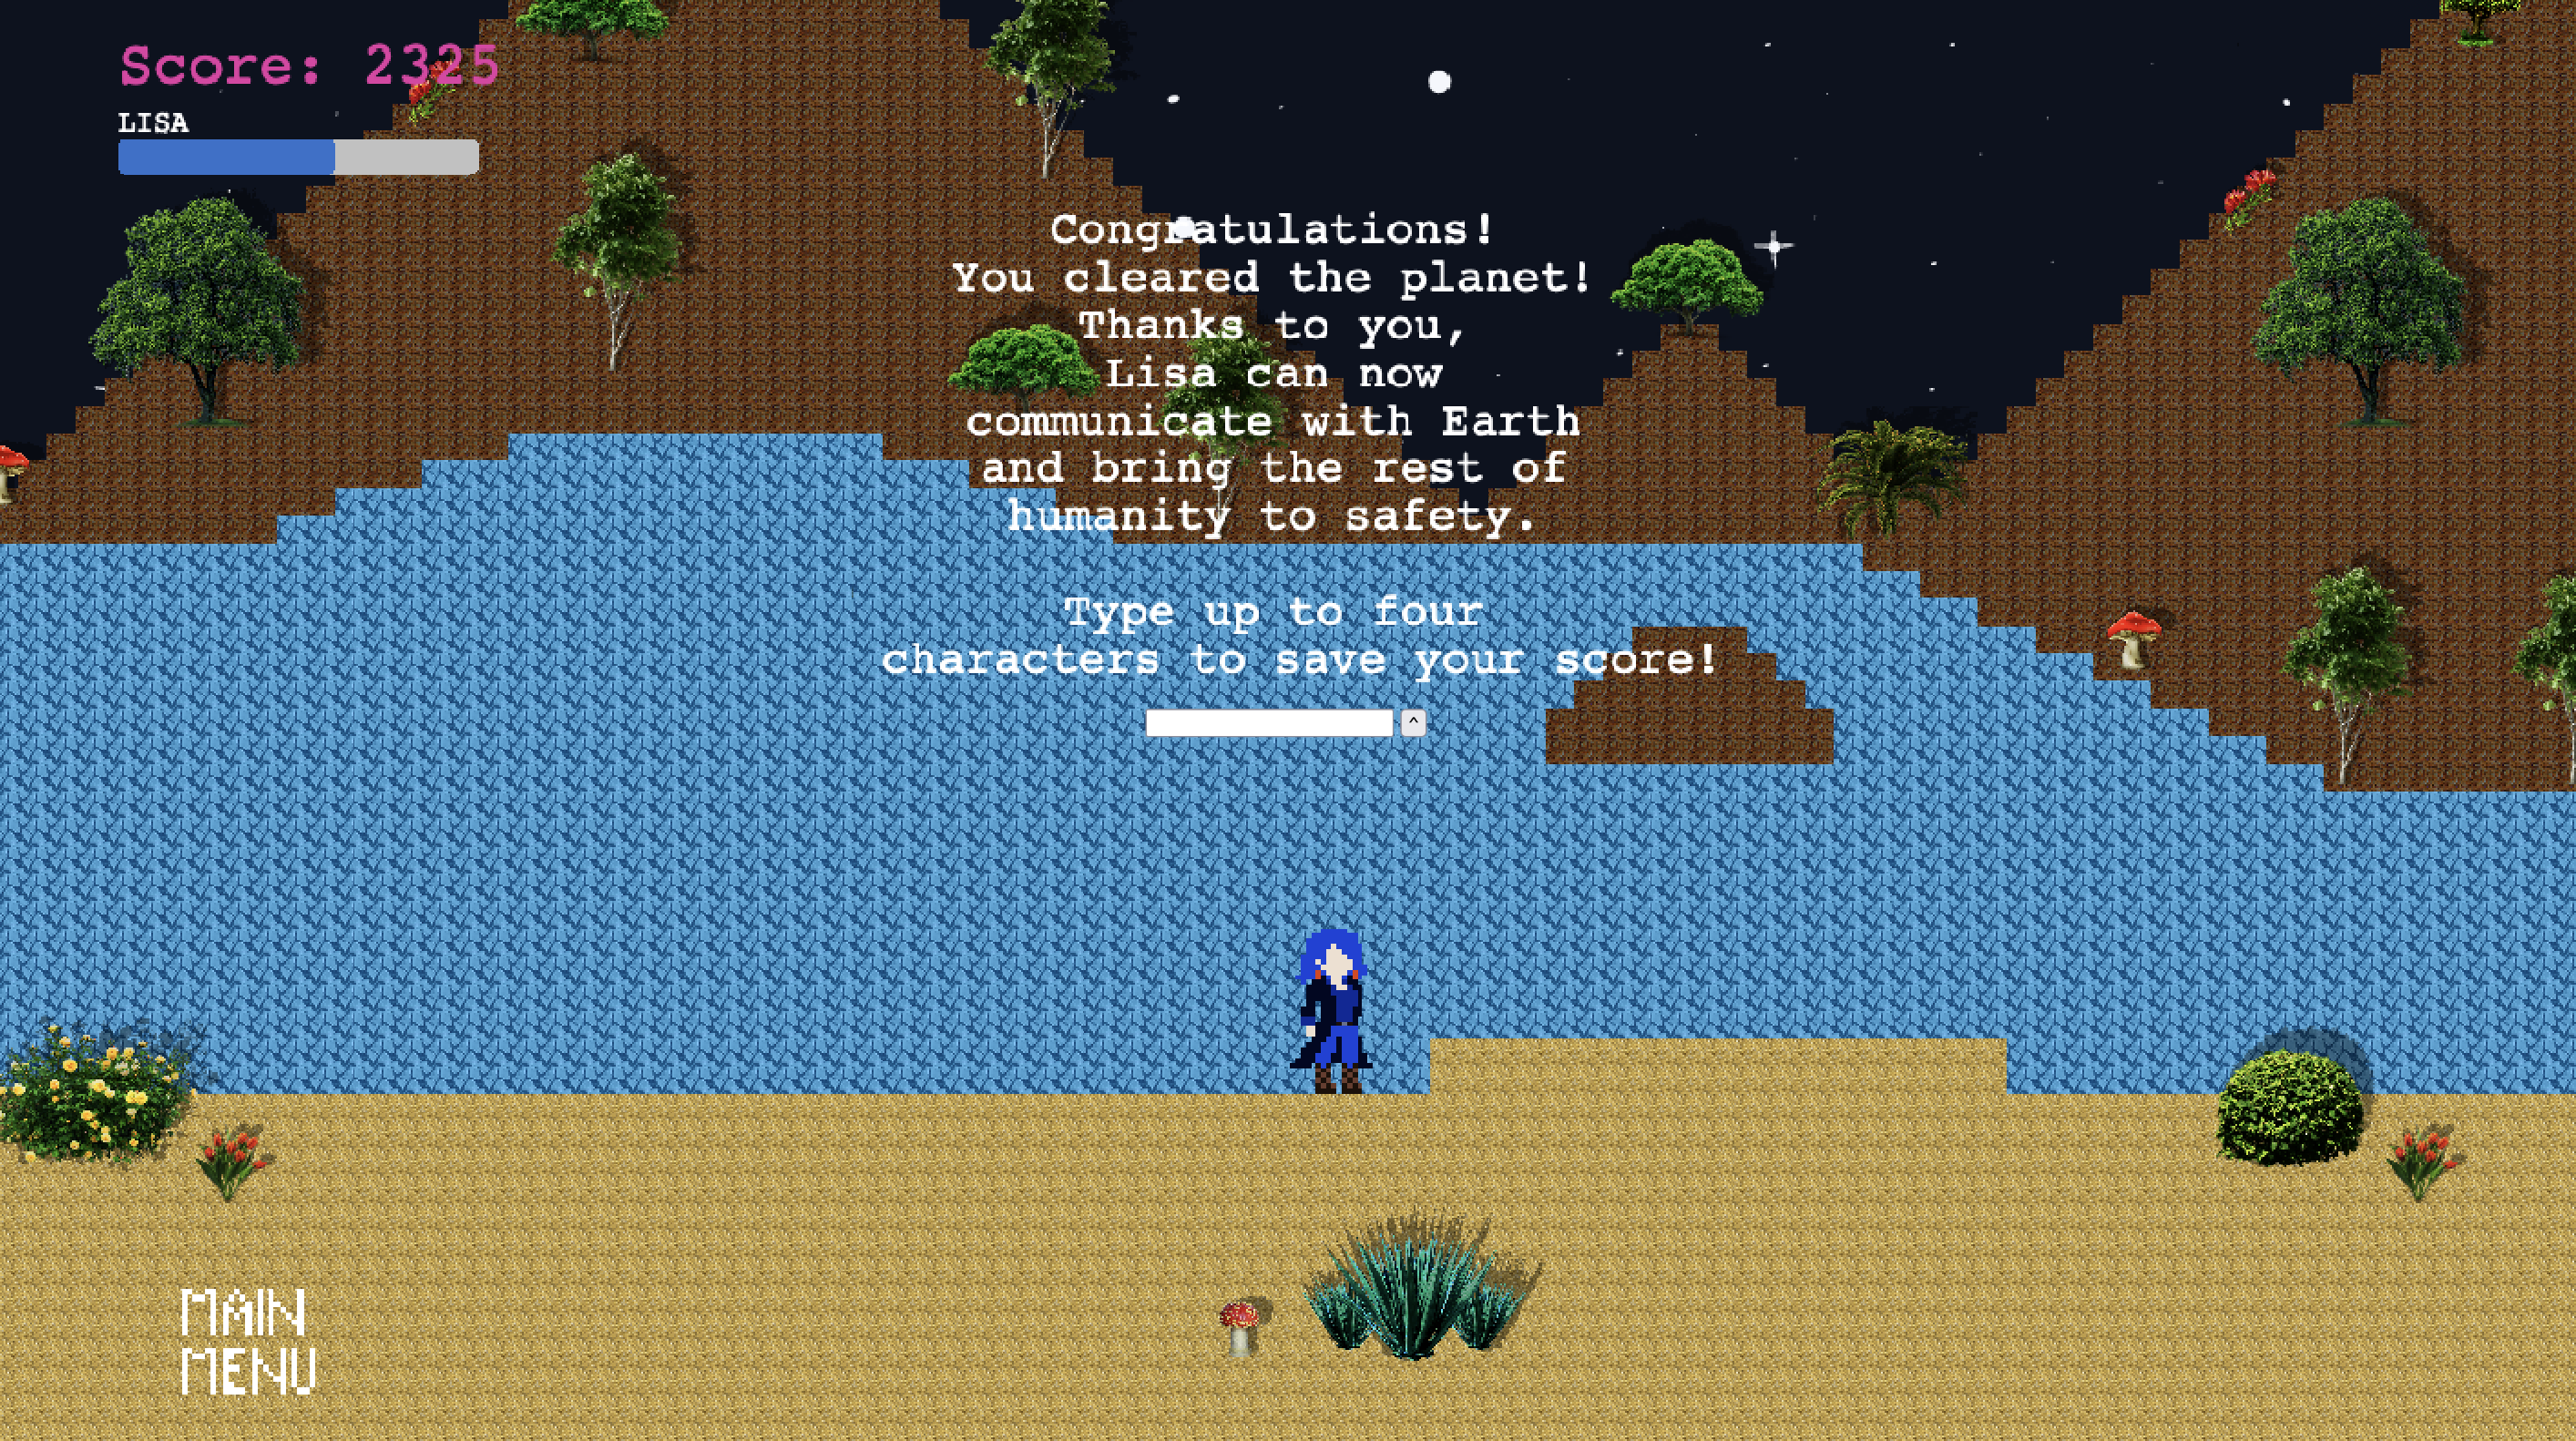 Score: 2325
LISA
Congratulations!
You cleared the planet!
Thanks to you,
Lisa can now
communicate with Earth
and bring the rest of
humanity to safety.
Type up to four
characters to save your score!
^
MAIN
MENU